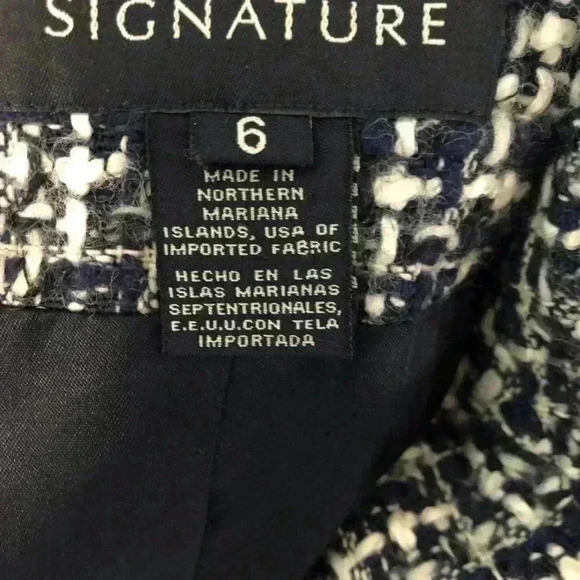 SIGNATURE
6
MADE IN
NORTHERN
MARIANA
ISLANDS, USA OF
IMPORTED FABRIC
HECHO EN LAS
ISLAS MARIANAS
SEPTENTRIONALES,
E.E.U.U.CON TELA
IMPORTADA